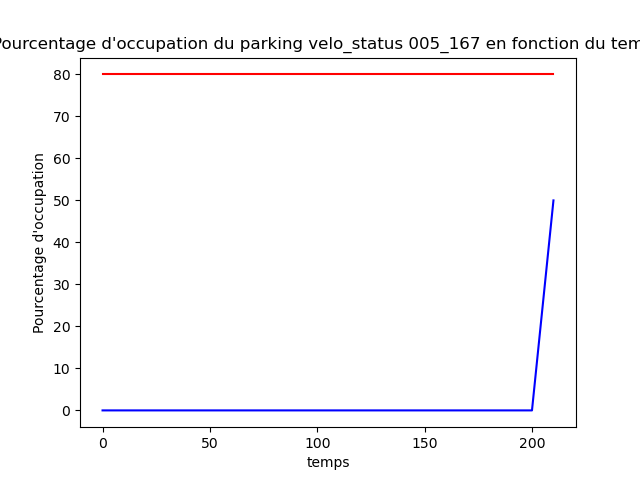 Pourcentage d'occupation du parking velo_status 005_167 en fonction du tem
80
70
60
50
40
30
20
10
0
Pourcentage d'occupation
0 50 100 150 200
temps